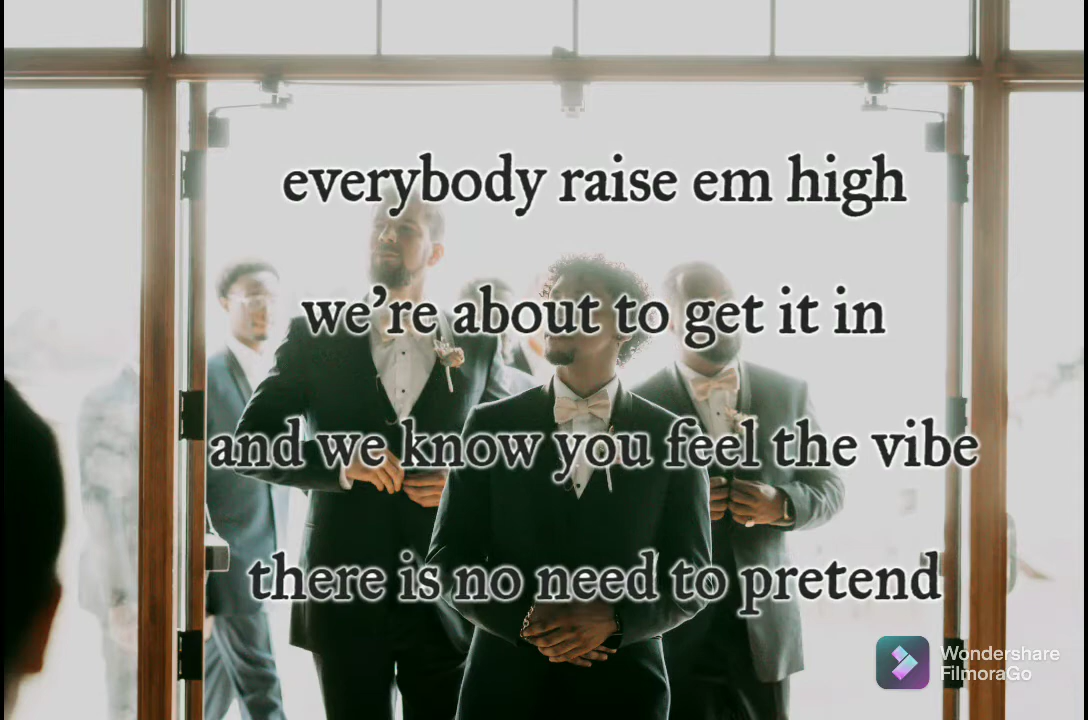 everybody raise em high
we're about to get it in
and we know you feel the vibe
there is no need to pretend
Wondershare
FilmoraGo